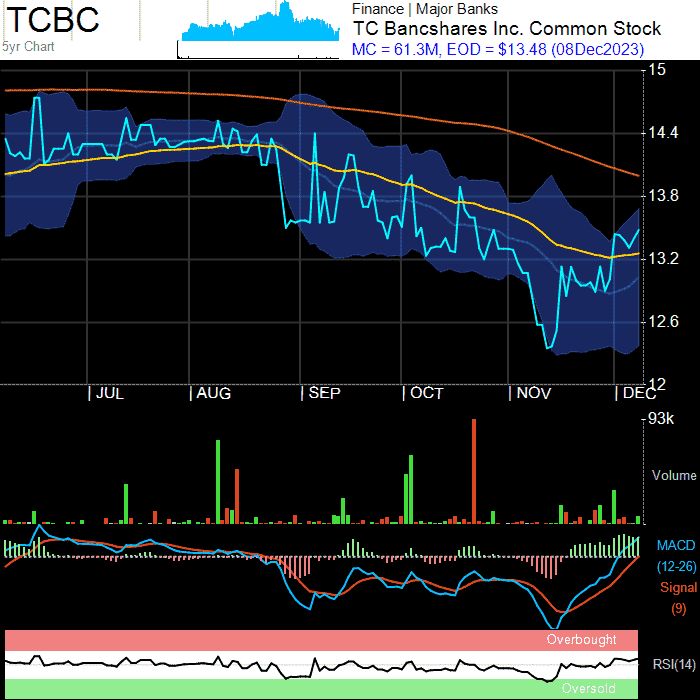 TCBC
5yr Chart
Finance | Major Banks
TC Bancshares Inc. Common Stock
MC = 61.3M, EOD = $13.48 (08Dec2023)
15
14.4
13.8
13.2
12.6
12
JUL AUG SEP OCT NOV DEC
93k
Volume
MACD
(12-26)
Signal
(9)
Overbought
RSI(14)
Oversold